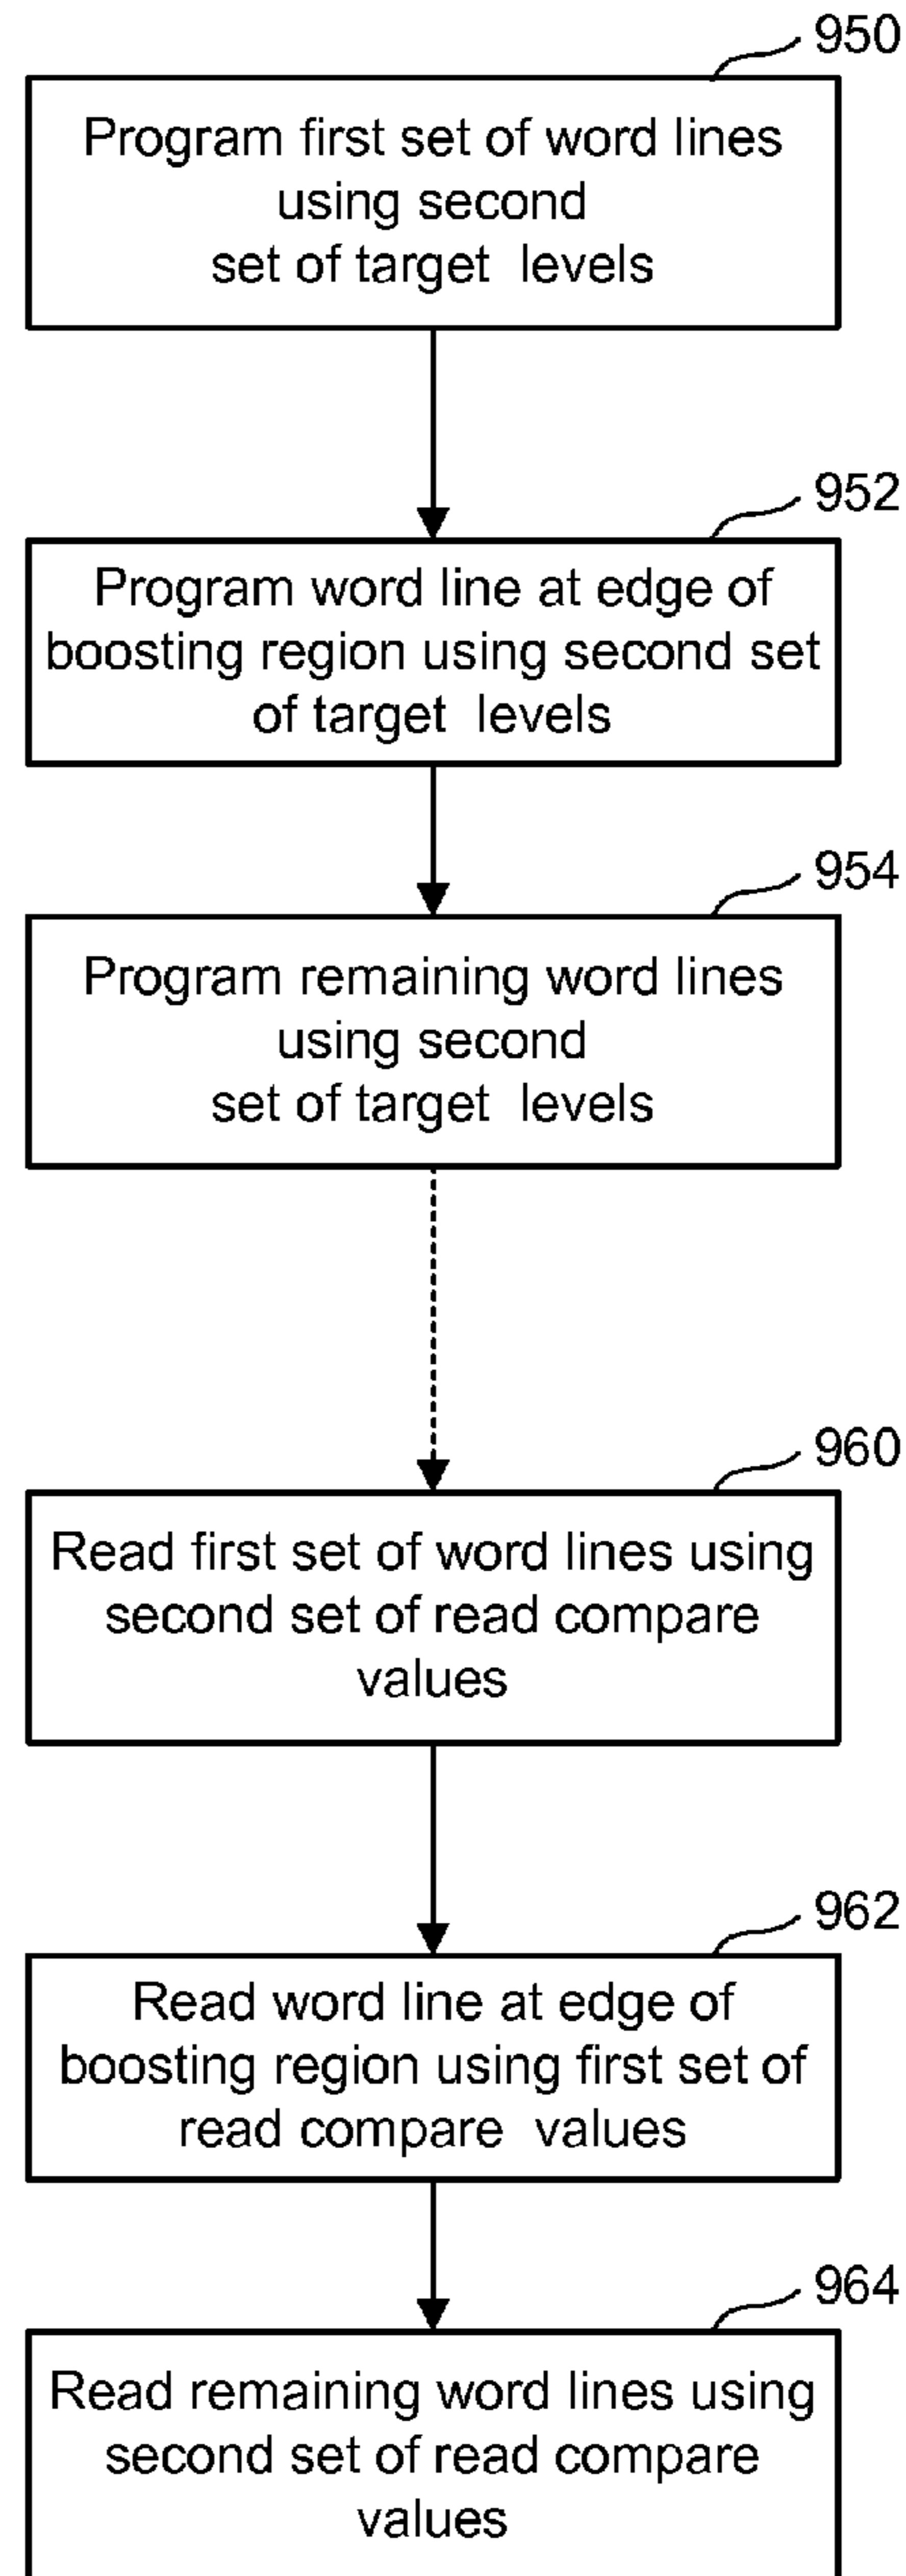 950
Program first set of word lines
using second
set of target levels
952
Program word line at edge of
boosting region using second set
of target levels
954
Program remaining word lines
using second
set of target levels
960
Read first set of word lines using
second set of read compare
values
962
Read word line at edge of
boosting region using first set of
read compare values
964
Read remaining word lines using
second set of read compare
values